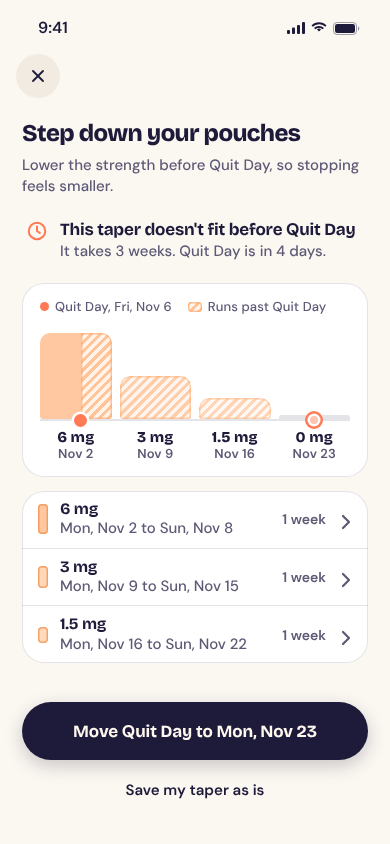 9:41
Step down your pouches
Lower the strength before Quit Day, so stopping
feels smaller.
This taper doesn't fit before Quit Day
It takes 3 weeks. Quit Day is in 4 days.
Quit Day, Fri, Nov 6
Runs past Quit Day
6 mg
Nov 2
3 mg
Nov 9
1.5 mg
Nov 16
0 mg
Nov 23
6 mg
Mon, Nov 2 to Sun, Nov 8
1 week
3 mg
Mon, Nov 9 to Sun, Nov 15
1 week
1.5 mg
Mon, Nov 16 to Sun, Nov 22
1 week
Move Quit Day to Mon, Nov 23
Save my taper as is